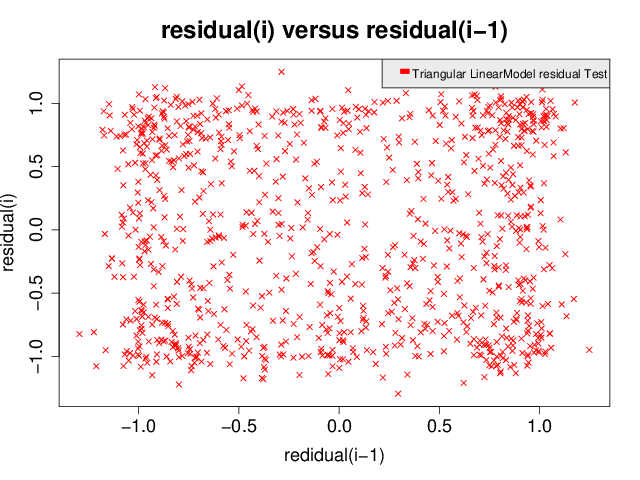 residual(i) versus residual(i−1)
Triangular LinearModel residual Test
residual(i)
1.0
0.5
0.0
−0.5
−1.0
−1.0 −0.5 0.0 0.5 1.0
redidual(i−1)